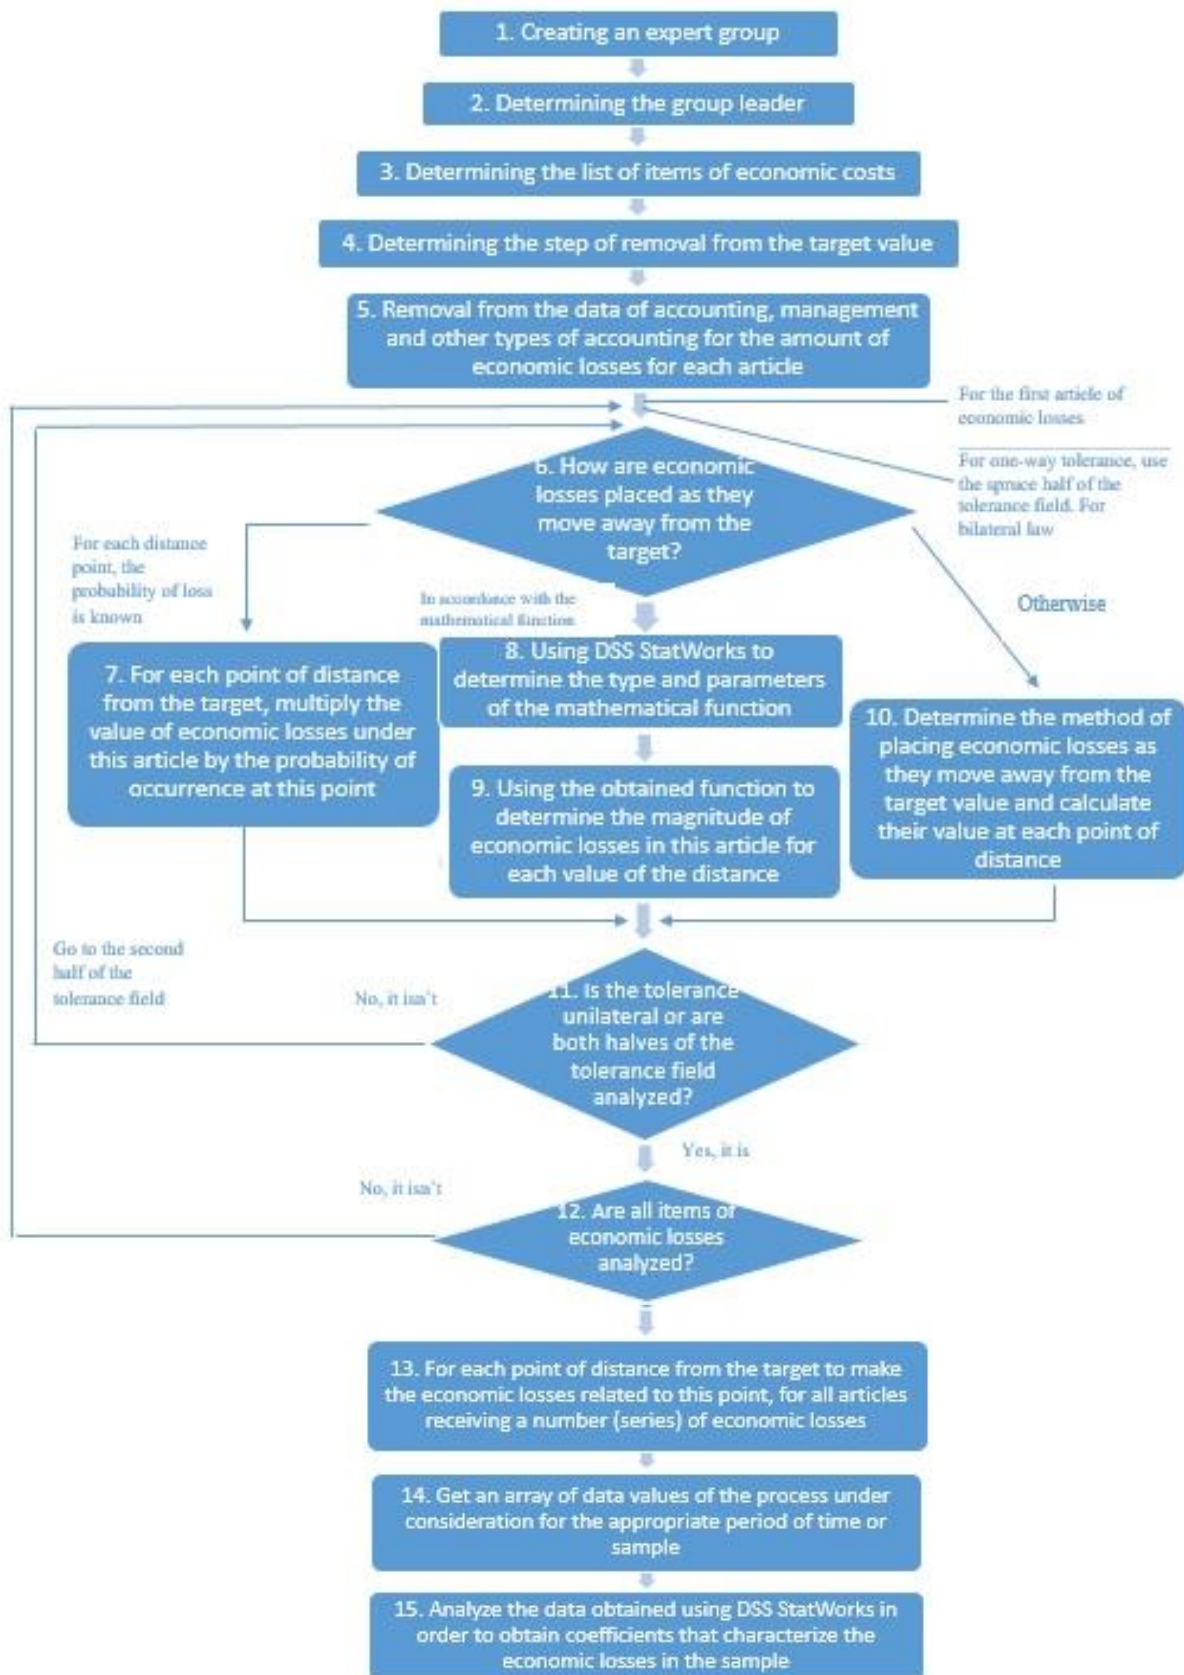 1. Creating an expert group
2. Determining the group leader
3. Determining the list of items of economic costs
4. Determining the step of removal from the target value
5. Removal from the data of accounting, management
and other types of accounting for the amount of
economic losses for each article
For the first article of
economic losses
For one-way tolerance, use
the spruce half of the
tolerance field. For
bilateral law
6. How are economic
losses placed as they
move away from the
target?
For each distance
point, the
probability of loss
is known
In accordance with the
mathematical function
Otherwise
7. For each point of distance
from the target, multiply the
value of economic losses under
this article by the probability of
occurrence at this point
8. Using DSS StatWorks to
determine the type and parameters
of the mathematical function
9. Using the obtained function to
determine the magnitude of
economic losses in this article for
each value of the distance
10. Determine the method of
placing economic losses as
they move away from the
target value and calculate
their value at each point of
distance
Go to the second
half of the
tolerance field
No, it isn't
11. Is the tolerance
unilateral or are
both halves of the
tolerance field
analyzed?
Yes, it is
No, it isn't
12. Are all items of
economic losses
analyzed?
13. For each point of distance from the target to make
the economic losses related to this point, for all articles
receiving a number (series) of economic losses
14. Get an array of data values of the process under
consideration for the appropriate period of time or
sample
15. Analyze the data obtained using DSS StatWorks in
order to obtain coefficients that characterize the
economic losses in the sample